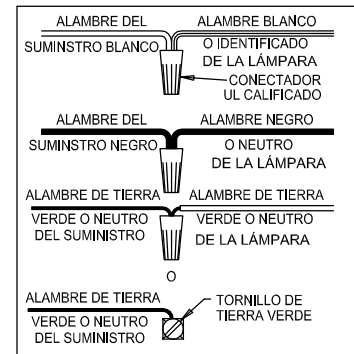 ALAMBRE DEL ALAMBRE BLANCO
SUMINSTRO BLANCO O IDENTIFICADO
DE LA LÁMPARA
CONECTADOR
UL CALIFICADO
ALAMBRE DEL ALAMBRE NEGRO
SUMINSTRO NEGRO O NEUTRO
DE LA LÁMPARA
ALAMBRE DE TIERRA ALAMBRE DE TIERRA
VERDE O NEUTRO VERDE O NEUTRO
DEL SUMINISTRO DE LA LÁMPARA
O
ALAMBRE DE TIERRA TORNILLO DE
VERDE O NEUTRO TIERRA VERDE
DEL SUMINISTRO